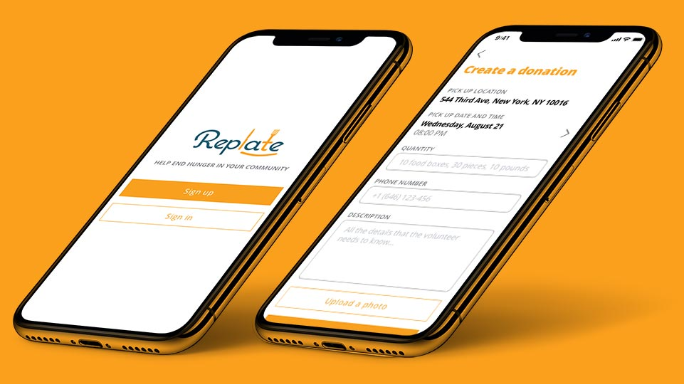 Replate
HELP END HUNGER IN YOUR COMMUNITY
Sign up
Sign in
9:41
Create a donation
PICK UP LOCATION
544 Third Ave, New York, NY 10016
PICK UP DATE AND TIME
Wednesday, August 21
08:00 PM
QUANTITY
10 food boxes, 30 pieces, 10 pounds
PHONE NUMBER
+1 (646) 123-456
DESCRIPTION
All the details that the volunteer
needs to know..
Upload a photo